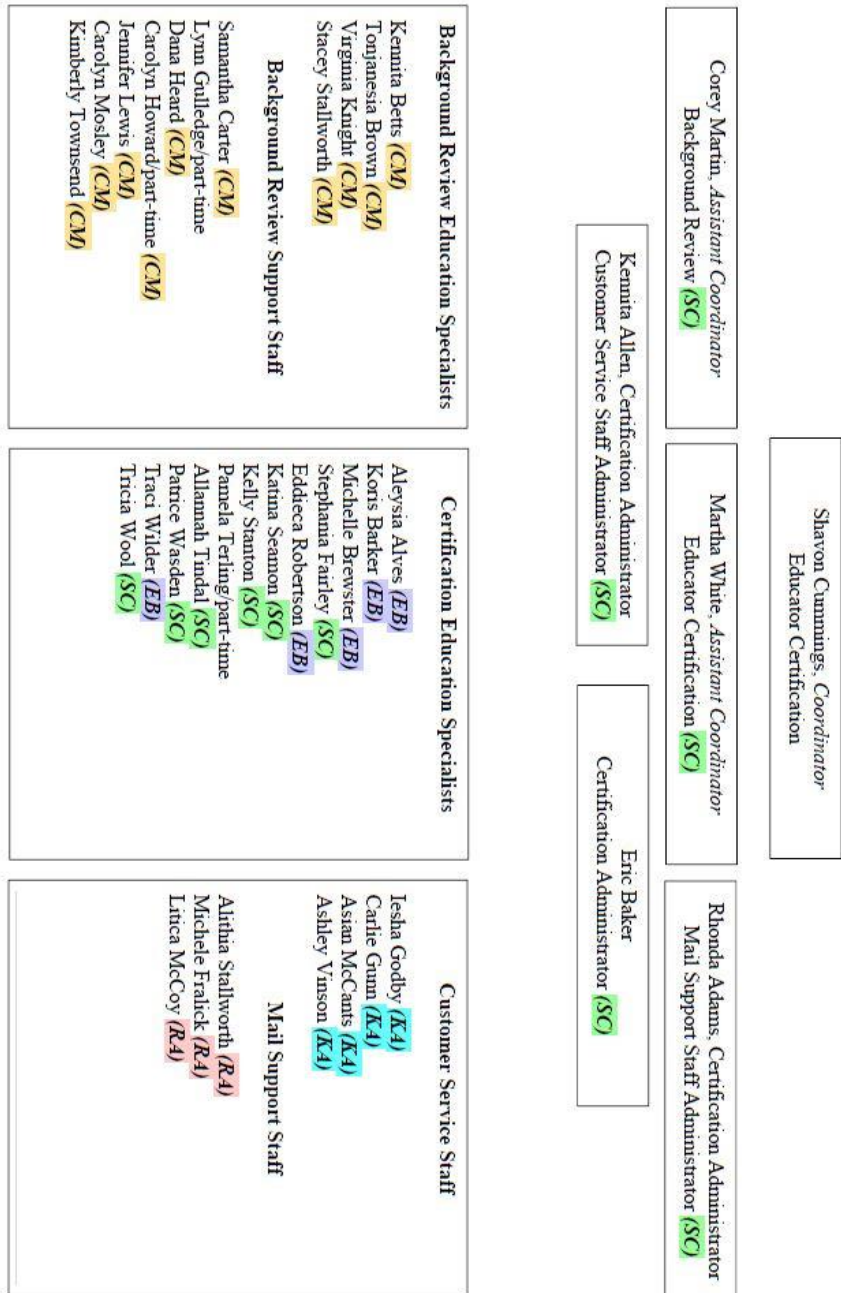 Shavon Cummings, Coordinator
Educator Certification
Corey Martin, Assistant Coordinator
Background Review (SC)
Martha White, Assistant Coordinator
Educator Certification (SC)
Rhonda Adams, Certification Administrator
Mail Support Staff Administrator (SC)
Kennita Allen, Certification Administrator
Customer Service Staff Administrator (SC)
Eric Baker
Certification Administrator (SC)
Background Review Education Specialists
Kennita Betts (CM)
Tonjanesia Brown (CM)
Virginia Knight (CM)
Stacey Stallworth (CM)
Background Review Support Staff
Samantha Carter (CM)
Lynn Gulledge/part-time
Dana Heard (CM)
Carolyn Howard/part-time (CM)
Jennifer Lewis (CM)
Carolyn Mosley (CM)
Kimberly Townsend (CM)
Certification Education Specialists
Aleysia Alves (EB)
Koris Barker (EB)
Michelle Brewster (EB)
Stephania Fairley (SC)
Eddieca Robertson (EB)
Katina Seamon (SC)
Kelly Stanton (SC)
Pamela Terling/part-time
Allannah Tindal (SC)
Patrice Wasden (SC)
Traci Wilder (EB)
Tricia Wool (SC)
Customer Service Staff
Iesha Godby (KA)
Carlie Gunn (KA)
Asian McCants (KA)
Ashley Vinson (KA)
Mail Support Staff
Alithia Stallworth (RA)
Michele Fralick (RA)
Litica McCoy (RA)